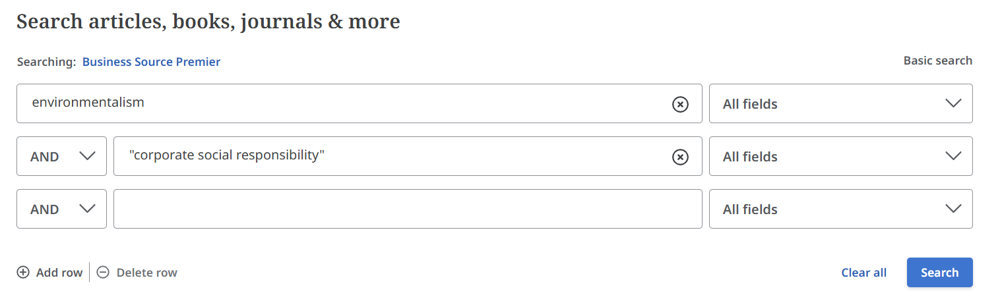 Search articles, books, journals & more
Searching: Business Source Premier
Basic search
environmentalism
All fields
AND
"corporate social responsibility"
All fields
AND
All fields
Add row
Delete row
Clear all
Search